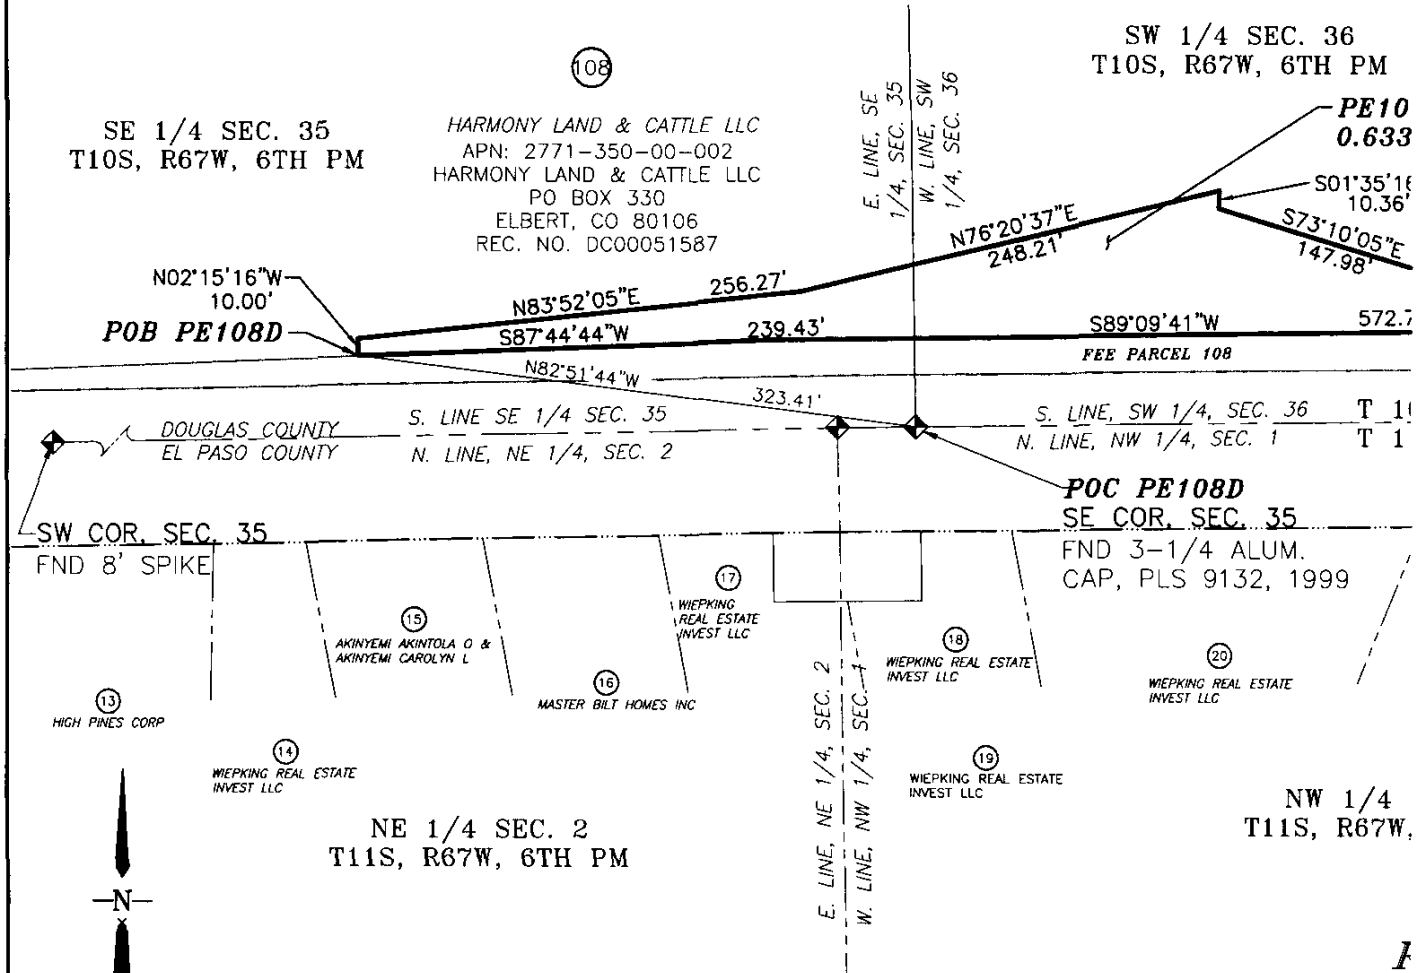 SW 1/4 SEC. 36
T10S, R67W, 6TH PM
108
SE 1/4 SEC. 35
T10S, R67W, 6TH PM
HARMONY LAND & CATTLE LLC
APN: 2771-350-00-002
HARMONY LAND & CATTLE LLC
PO BOX 330
ELBERT, CO 80106
REC. NO. DC00051587
E. LINE, SE
1/4, SEC. 35
W. LINE, SW
1/4, SEC. 36
PE10
0.633
S01°35'16
10.36'
N76°20'37"E
248.21'
S73°10'05"E
147.98'
N02°15'16"W
10.00'
POB PE108D
N83°52'05"E
256.27'
S87°44'44"W
239.43'
S89°09'41"W
572.7
FEE PARCEL 108
N82°51'44"W
323.41'
DOUGLAS COUNTY
EL PASO COUNTY
S. LINE SE 1/4 SEC. 35
N. LINE, NE 1/4, SEC. 2
S. LINE, SW 1/4, SEC. 36
N. LINE, NW 1/4, SEC. 1
T 1
T 1
POC PE108D
SE COR. SEC. 35
FND 3-1/4 ALUM.
CAP, PLS 9132, 1999
SW COR. SEC. 35
FND 8' SPIKE
17
WIEPKING
REAL ESTATE
INVEST LLC
15
AKINYEMI AKINTOLA O &
AKINYEMI CAROLYN L
18
WIEPKING REAL ESTATE
INVEST LLC
20
WIEPKING REAL ESTATE
INVEST LLC
16
MASTER BILT HOMES INC
13
HIGH PINES CORP
14
WIEPKING REAL ESTATE
INVEST LLC
19
WIEPKING REAL ESTATE
INVEST LLC
E. LINE, NE 1/4, SEC. 2
W. LINE, NW 1/4, SEC. 1
NE 1/4 SEC. 2
T11S, R67W, 6TH PM
NW 1/4
T11S, R67W,
N